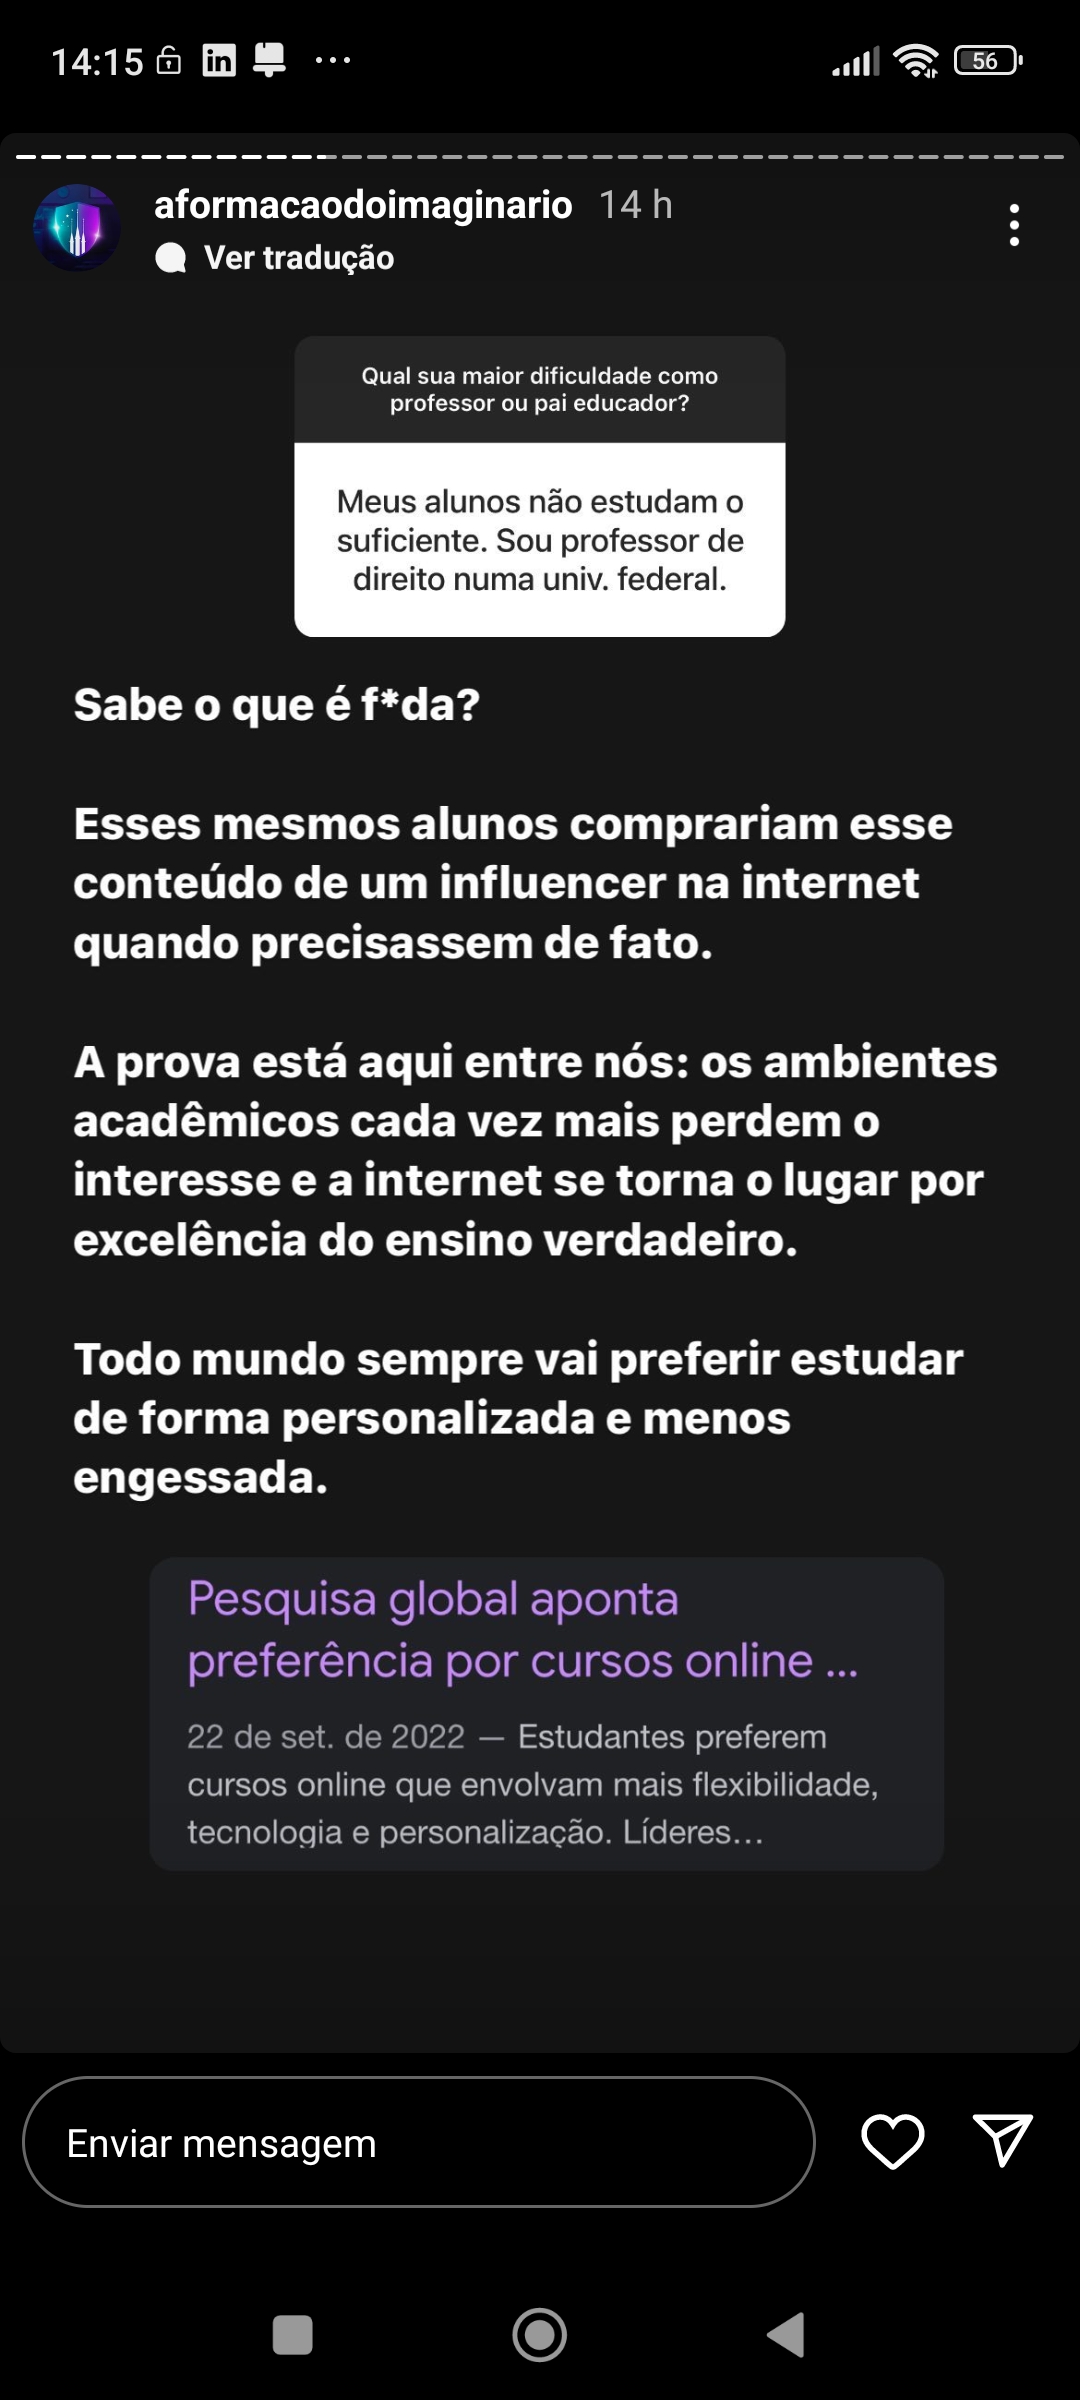 14:15
56
aformacaodoimaginario 14 h
Ver tradução
Qual sua maior dificuldade como
professor ou pai educador?
Meus alunos não estudam o
suficiente. Sou professor de
direito numa univ. federal.
Sabe o que é f*da?
Esses mesmos alunos comprariam esse
conteúdo de um influencer na internet
quando precisassem de fato.
A prova está aqui entre nós: os ambientes
acadêmicos cada vez mais perdem o
interesse e a internet se torna o lugar por
excelência do ensino verdadeiro.
Todo mundo sempre vai preferir estudar
de forma personalizada e menos
engessada.
Pesquisa global aponta
preferência por cursos online ...
22 de set. de 2022 — Estudantes preferem
cursos online que envolvam mais flexibilidade,
tecnologia e personalização. Líderes...
Enviar mensagem